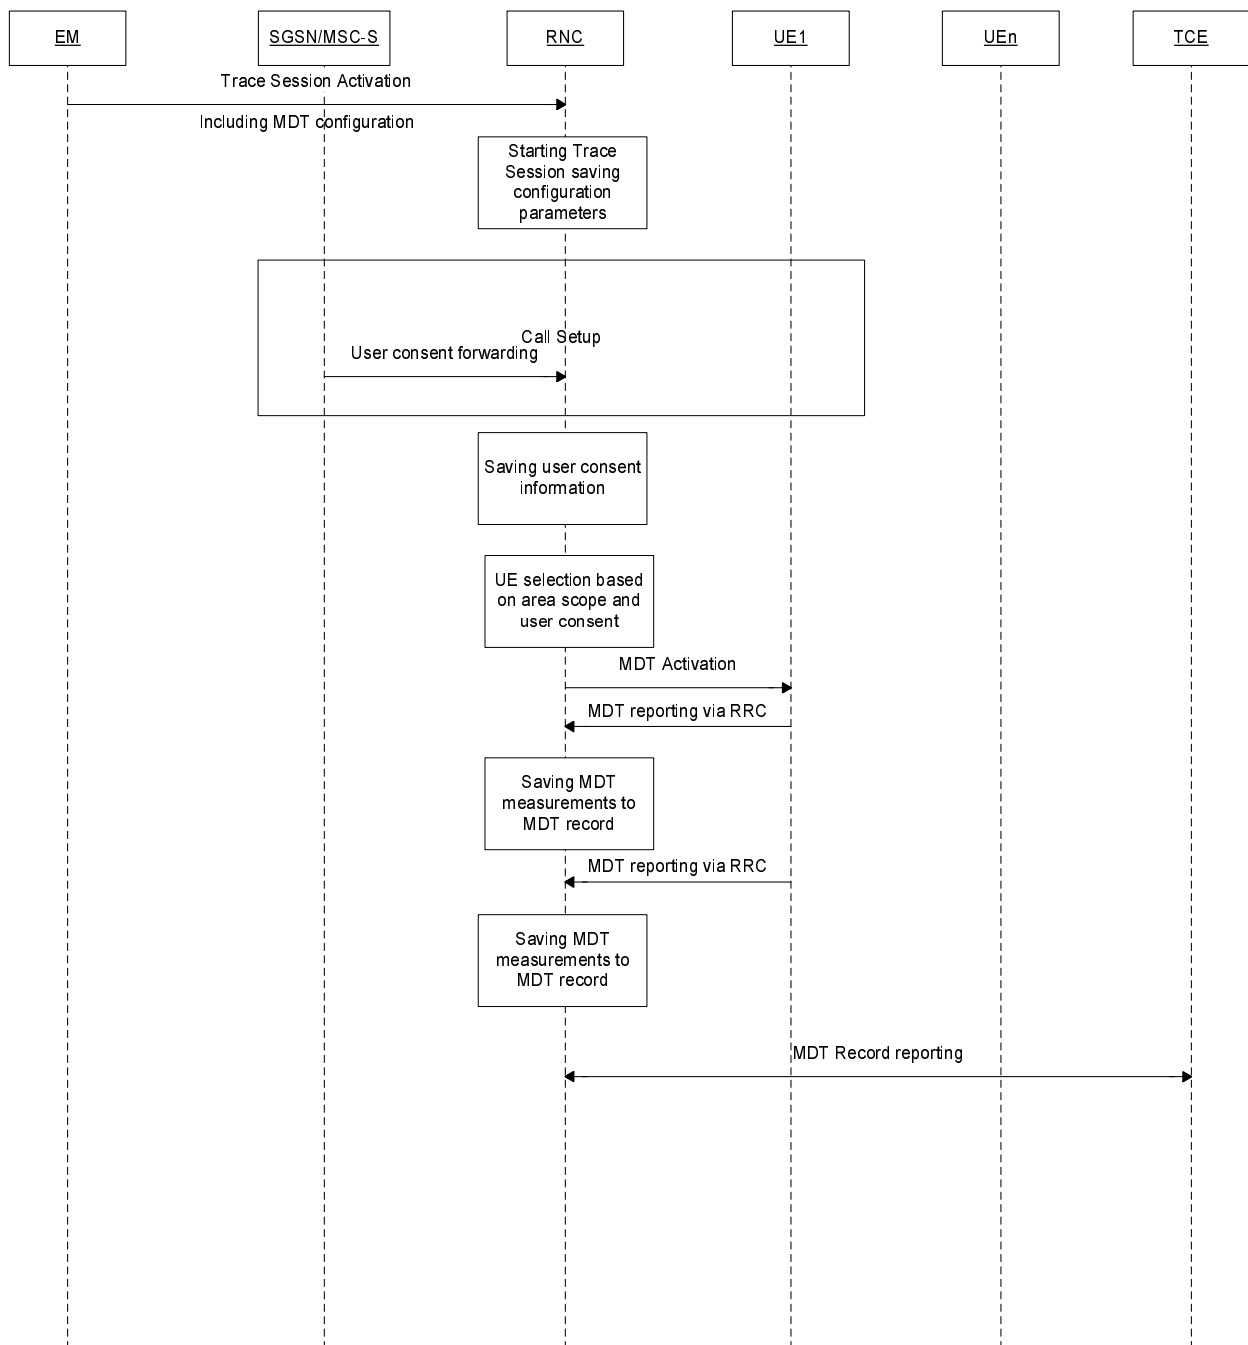 EM
SGSN/MSC-S
RNC
UE1
UEn
TCE
Trace Session Activation
Including MDT configuration
Starting Trace
Session saving
configuration
parameters
Call Setup
User consent forwarding
Saving user consent
information
UE selection based
on area scope and
user consent
MDT Activation
MDT reporting via RRC
Saving MDT
measurements to
MDT record
MDT reporting via RRC
Saving MDT
measurements to
MDT record
MDT Record reporting